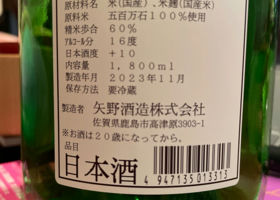 原材料名 米(国産)、米麹(国産米)
原料米 五百万石100%使用
精米歩合 60%
アルコール分 16度
日本酒度 +10
内容量 1,800ml
製造年月 2023年11月
保存方法 要冷蔵
製造者 矢野酒造株式会社
佐賀県鹿島市高津原3903-1
※お酒は20歳になってから。
品目
日本酒
4 947135 013313